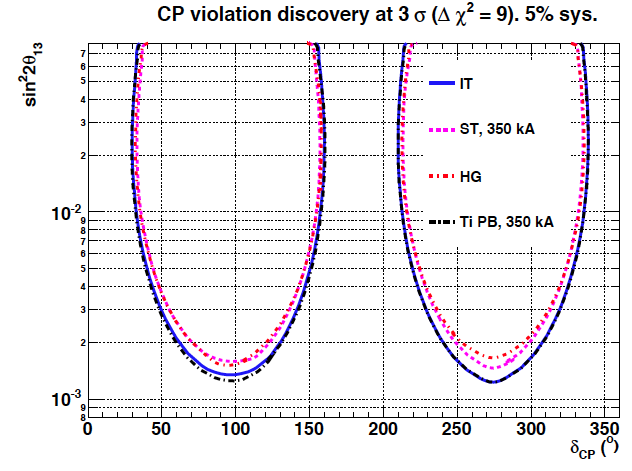 CP violation discovery at 3 σ (Δ χ² = 9). 5% sys.
sin²2θ₁₃
7
6
5
4
3
2
10⁻²
9
8
7
6
5
4
3
2
10⁻³
9
8
IT
ST, 350 kA
HG
Ti PB, 350 kA
0 50 100 150 200 250 300 350
δCP (⁰)